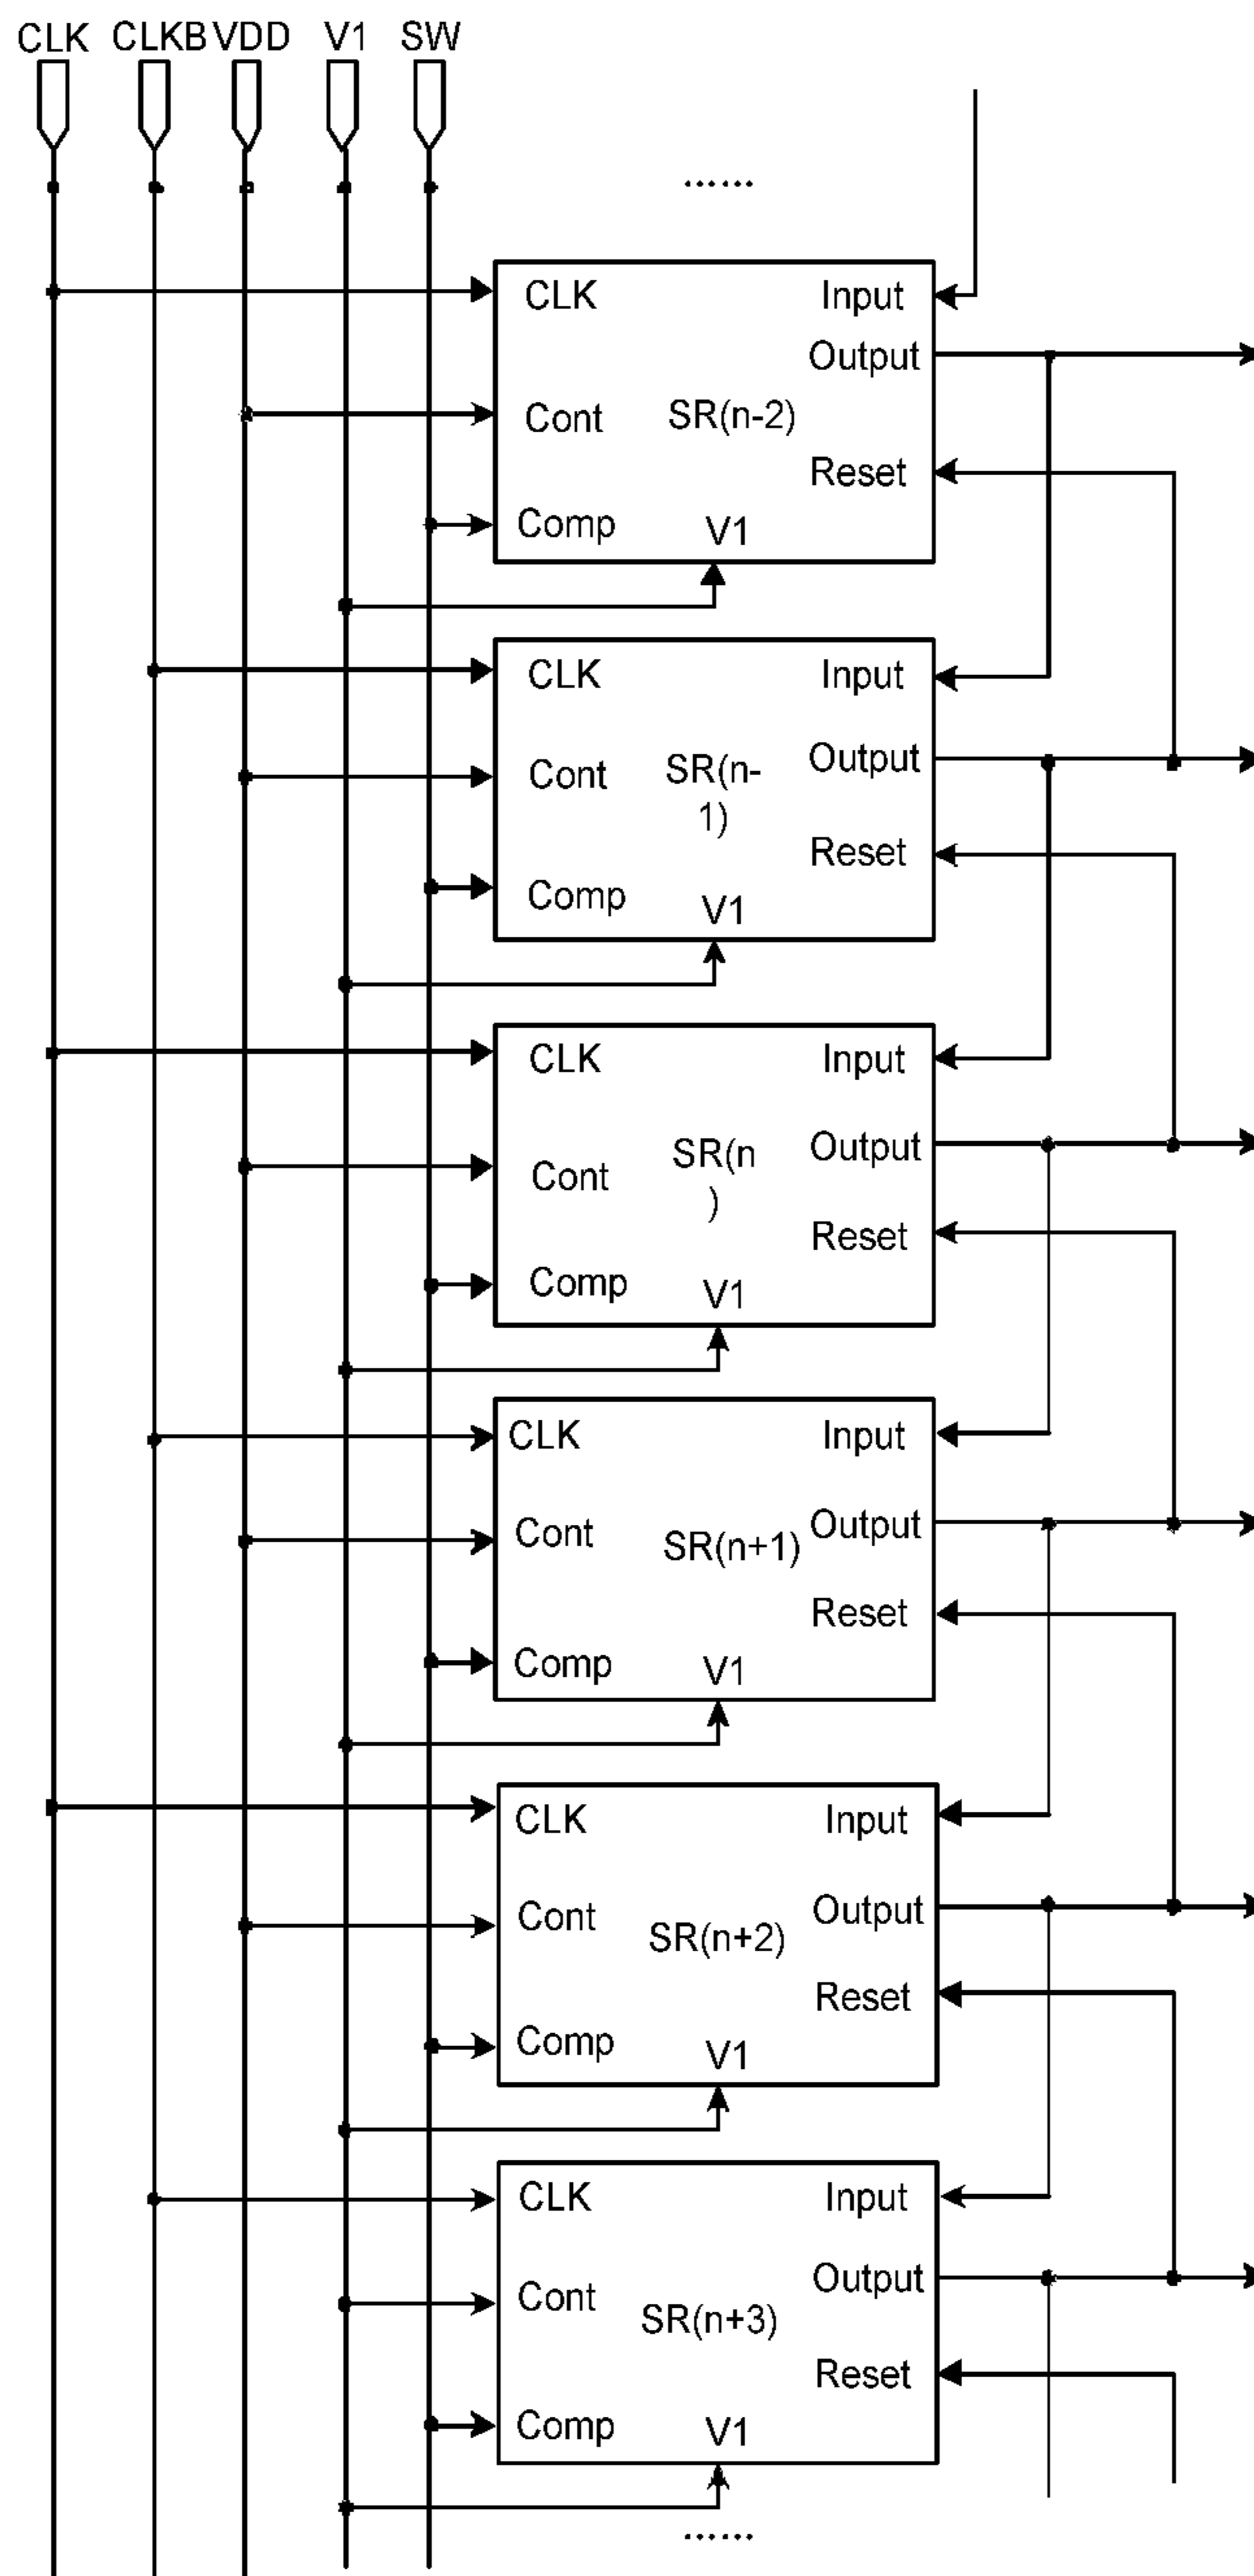 CLK CLKB VDD V1 SW
......
CLK Input
Output
Cont SR(n-2)
Reset
Comp V1
CLK Input
Output
Cont SR(n-
1)
Reset
Comp V1
CLK Input
Output
Cont SR(n
)
Reset
Comp V1
CLK Input
Output
Cont SR(n+1)
Reset
Comp V1
CLK Input
Output
Cont SR(n+2)
Reset
Comp V1
CLK Input
Output
Cont SR(n+3)
Reset
Comp V1
......